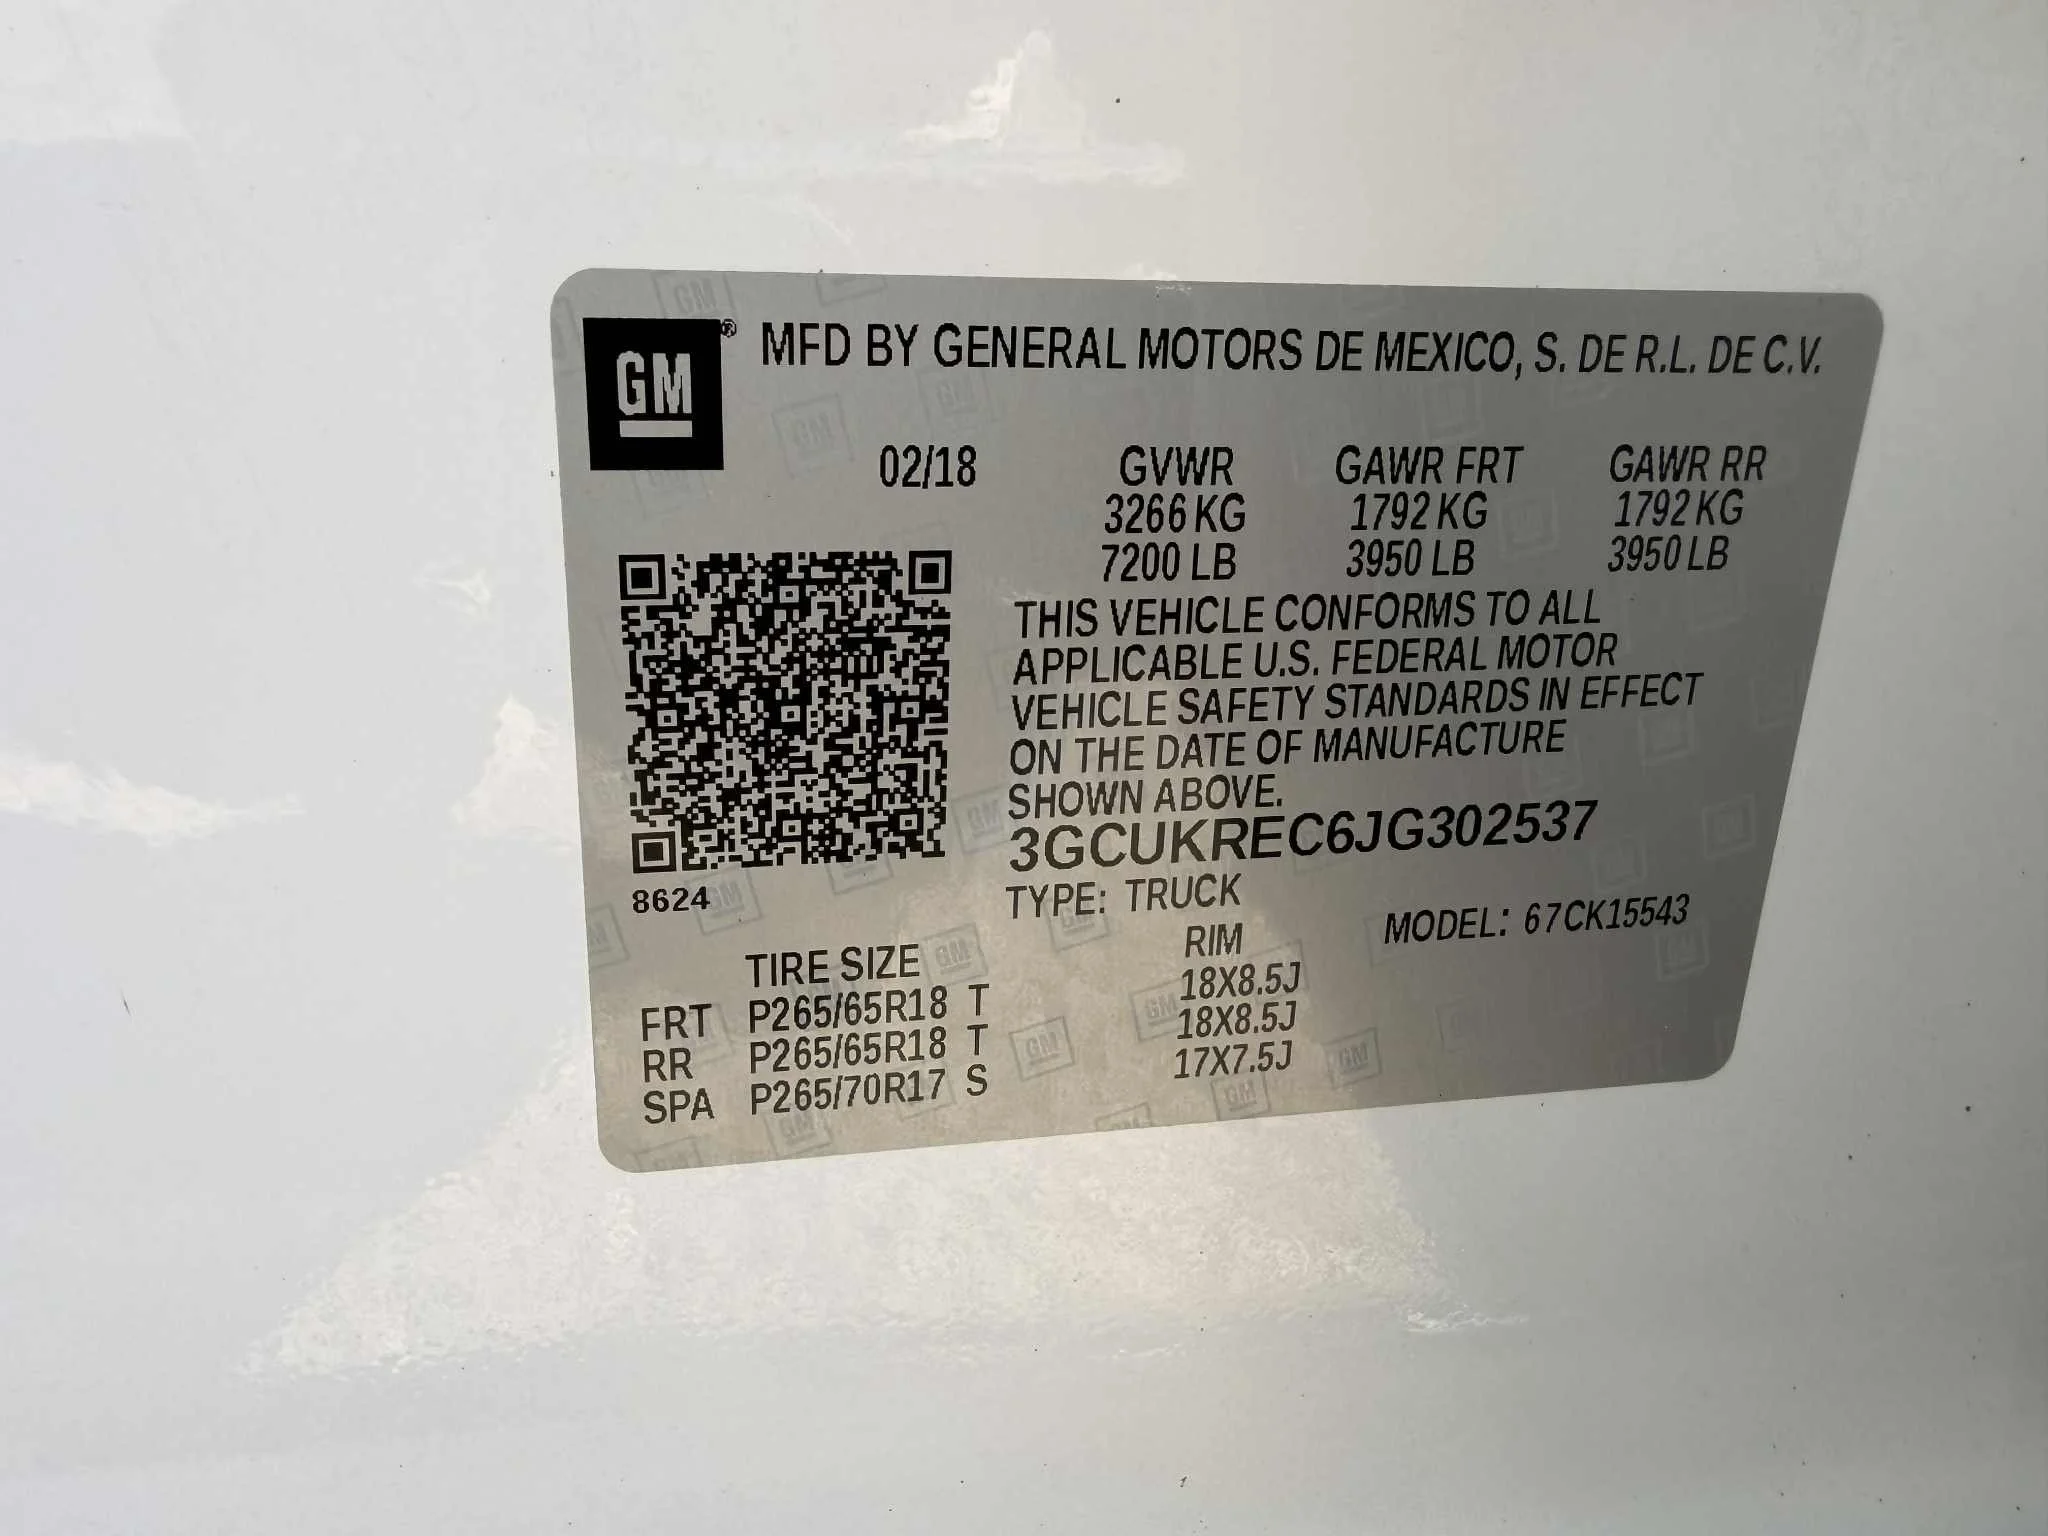 GM ® MFD BY GENERAL MOTORS DE MEXICO, S. DE R.L. DE C.V.
02/18 GVWR GAWR FRT GAWR RR
3266 KG 1792 KG 1792 KG
7200 LB 3950 LB 3950 LB
THIS VEHICLE CONFORMS TO ALL
APPLICABLE U.S. FEDERAL MOTOR
VEHICLE SAFETY STANDARDS IN EFFECT
ON THE DATE OF MANUFACTURE
SHOWN ABOVE.
3GCUKREC6JG302537
8624
TYPE: TRUCK MODEL: 67CK15543
TIRE SIZE RIM
FRT P265/65R18 T 18X8.5J
RR P265/65R18 T 18X8.5J
SPA P265/70R17 S 17X7.5J